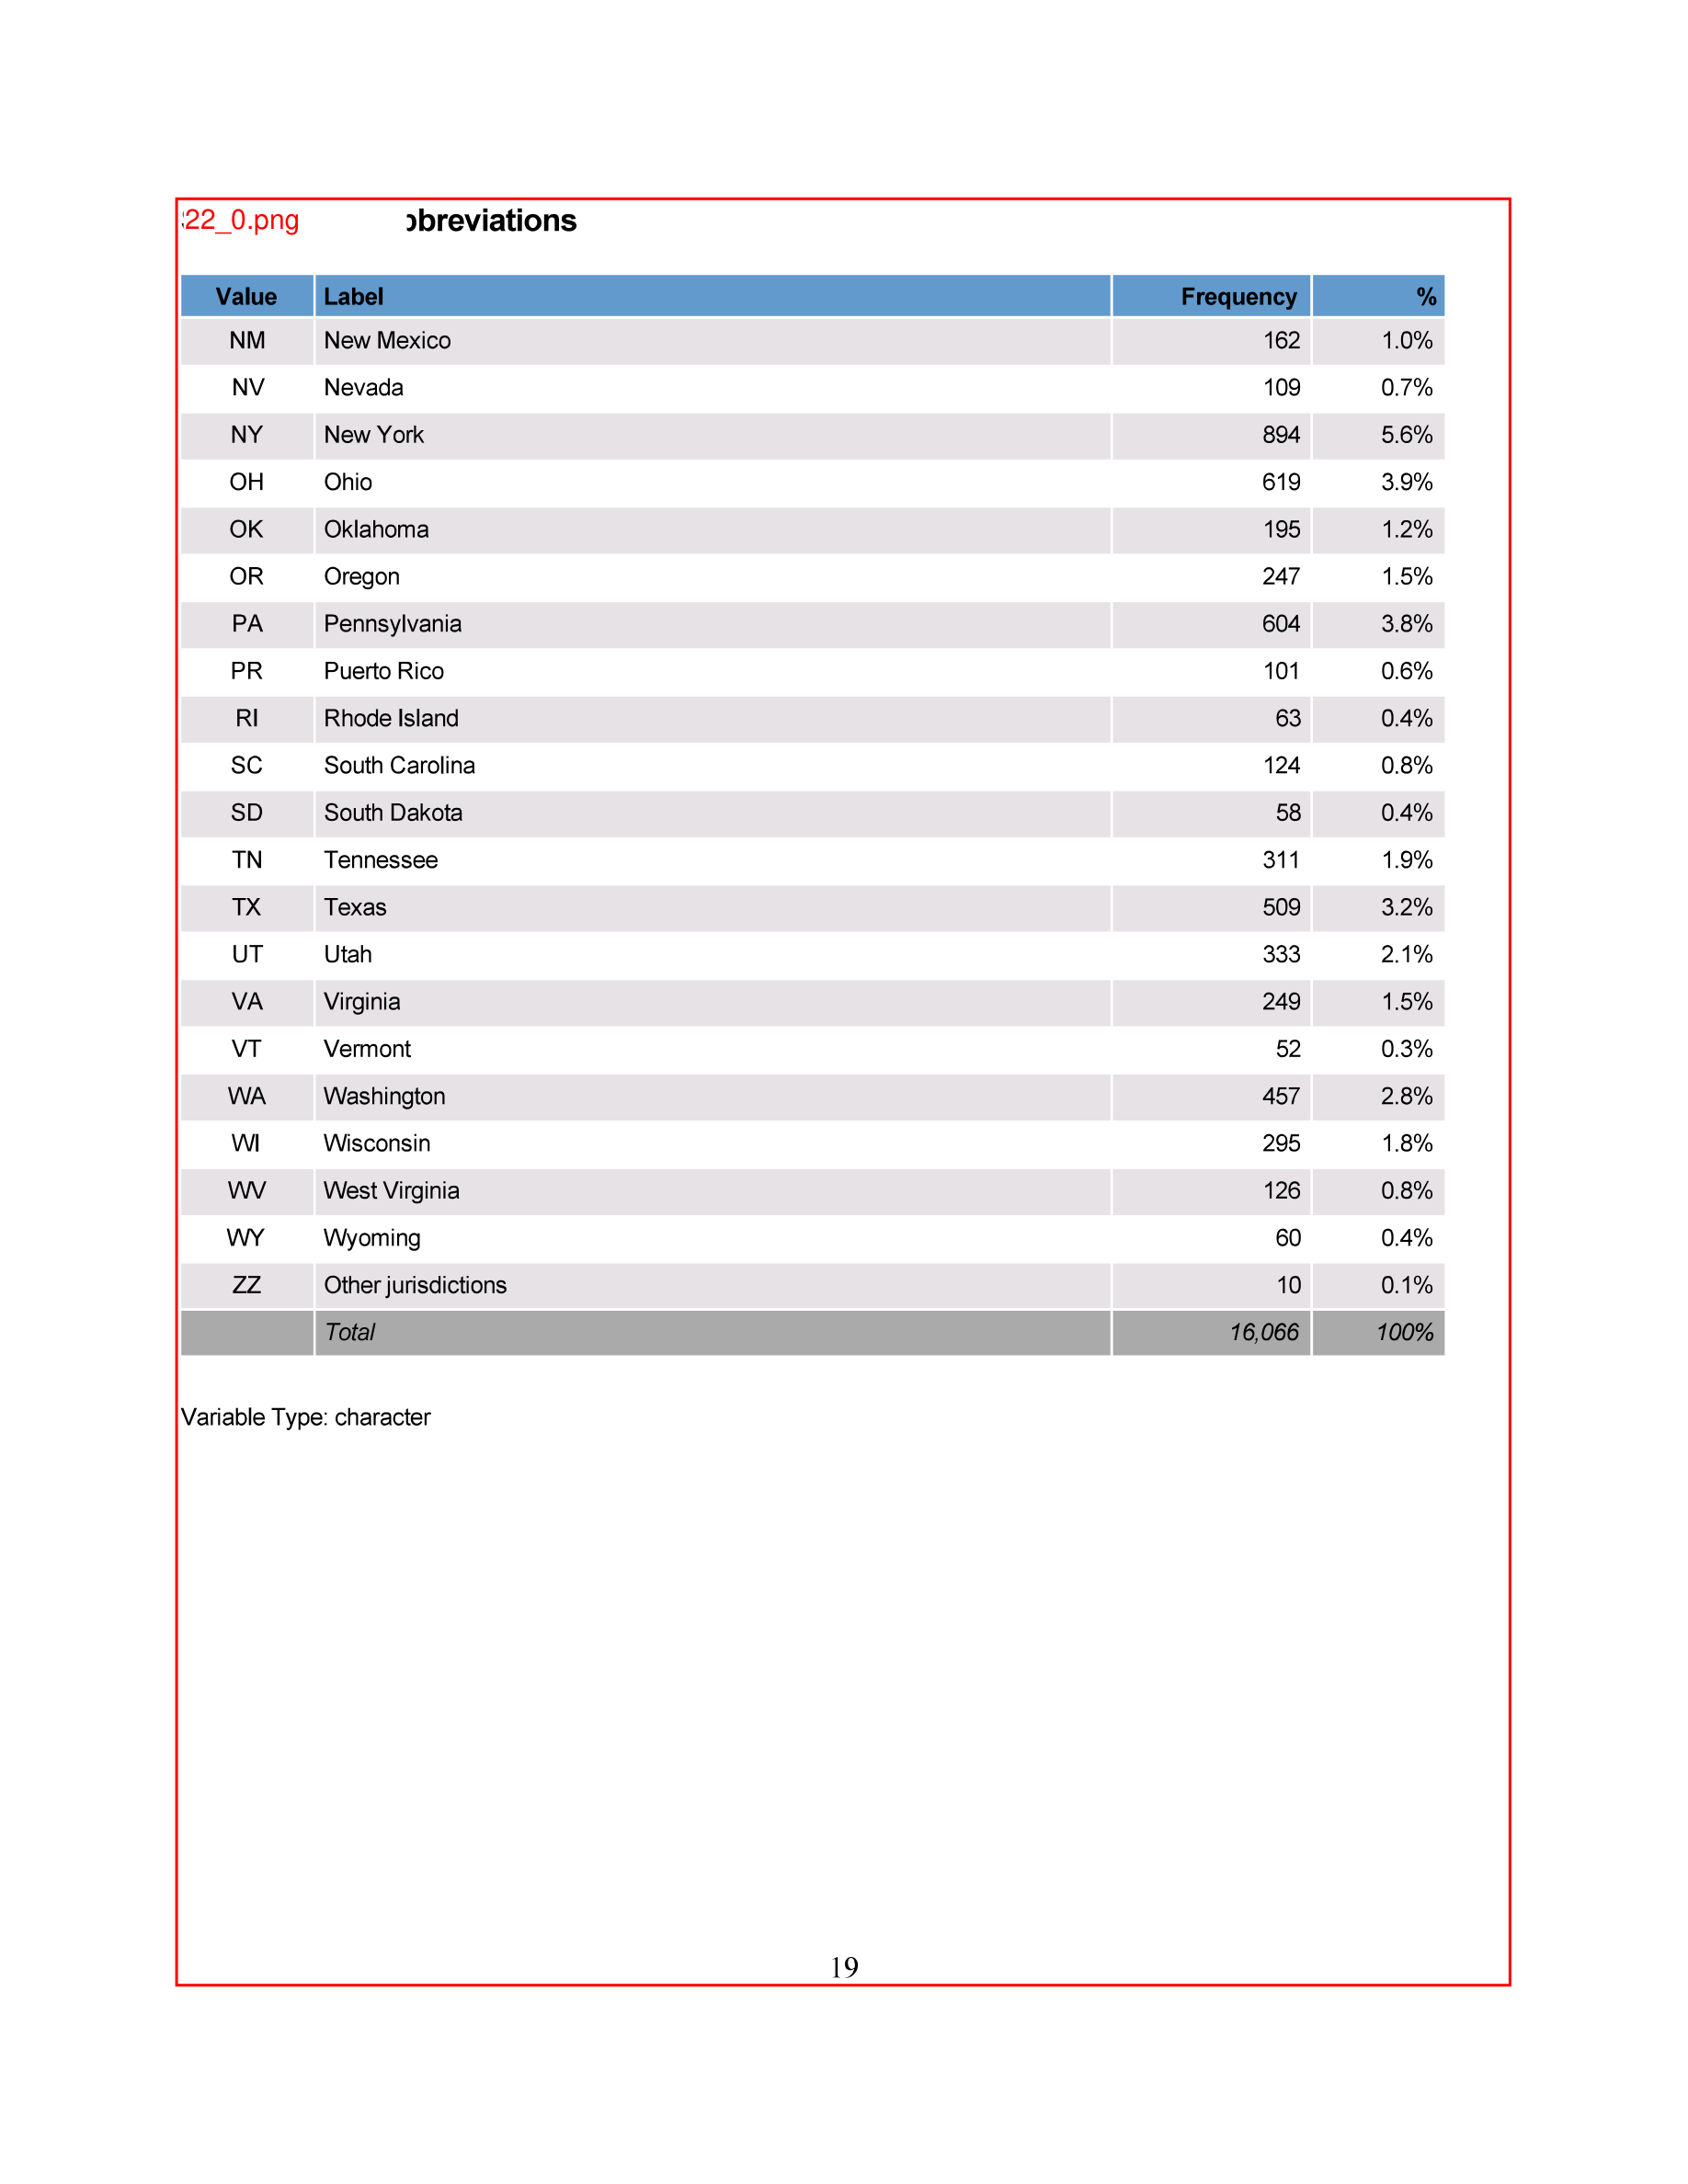 22_0.png
Value Label Frequency %
NM New Mexico 162 1.0%
NV Nevada 109 0.7%
NY New York 894 5.6%
OH Ohio 619 3.9%
OK Oklahoma 195 1.2%
OR Oregon 247 1.5%
PA Pennsylvania 604 3.8%
PR Puerto Rico 101 0.6%
RI Rhode Island 63 0.4%
SC South Carolina 124 0.8%
SD South Dakota 58 0.4%
TN Tennessee 311 1.9%
TX Texas 509 3.2%
UT Utah 333 2.1%
VA Virginia 249 1.5%
VT Vermont 52 0.3%
WA Washington 457 2.8%
WI Wisconsin 295 1.8%
WV West Virginia 126 0.8%
WY Wyoming 60 0.4%
ZZ Other jurisdictions 10 0.1%
Total 16,066 100%
Variable Type: character
19